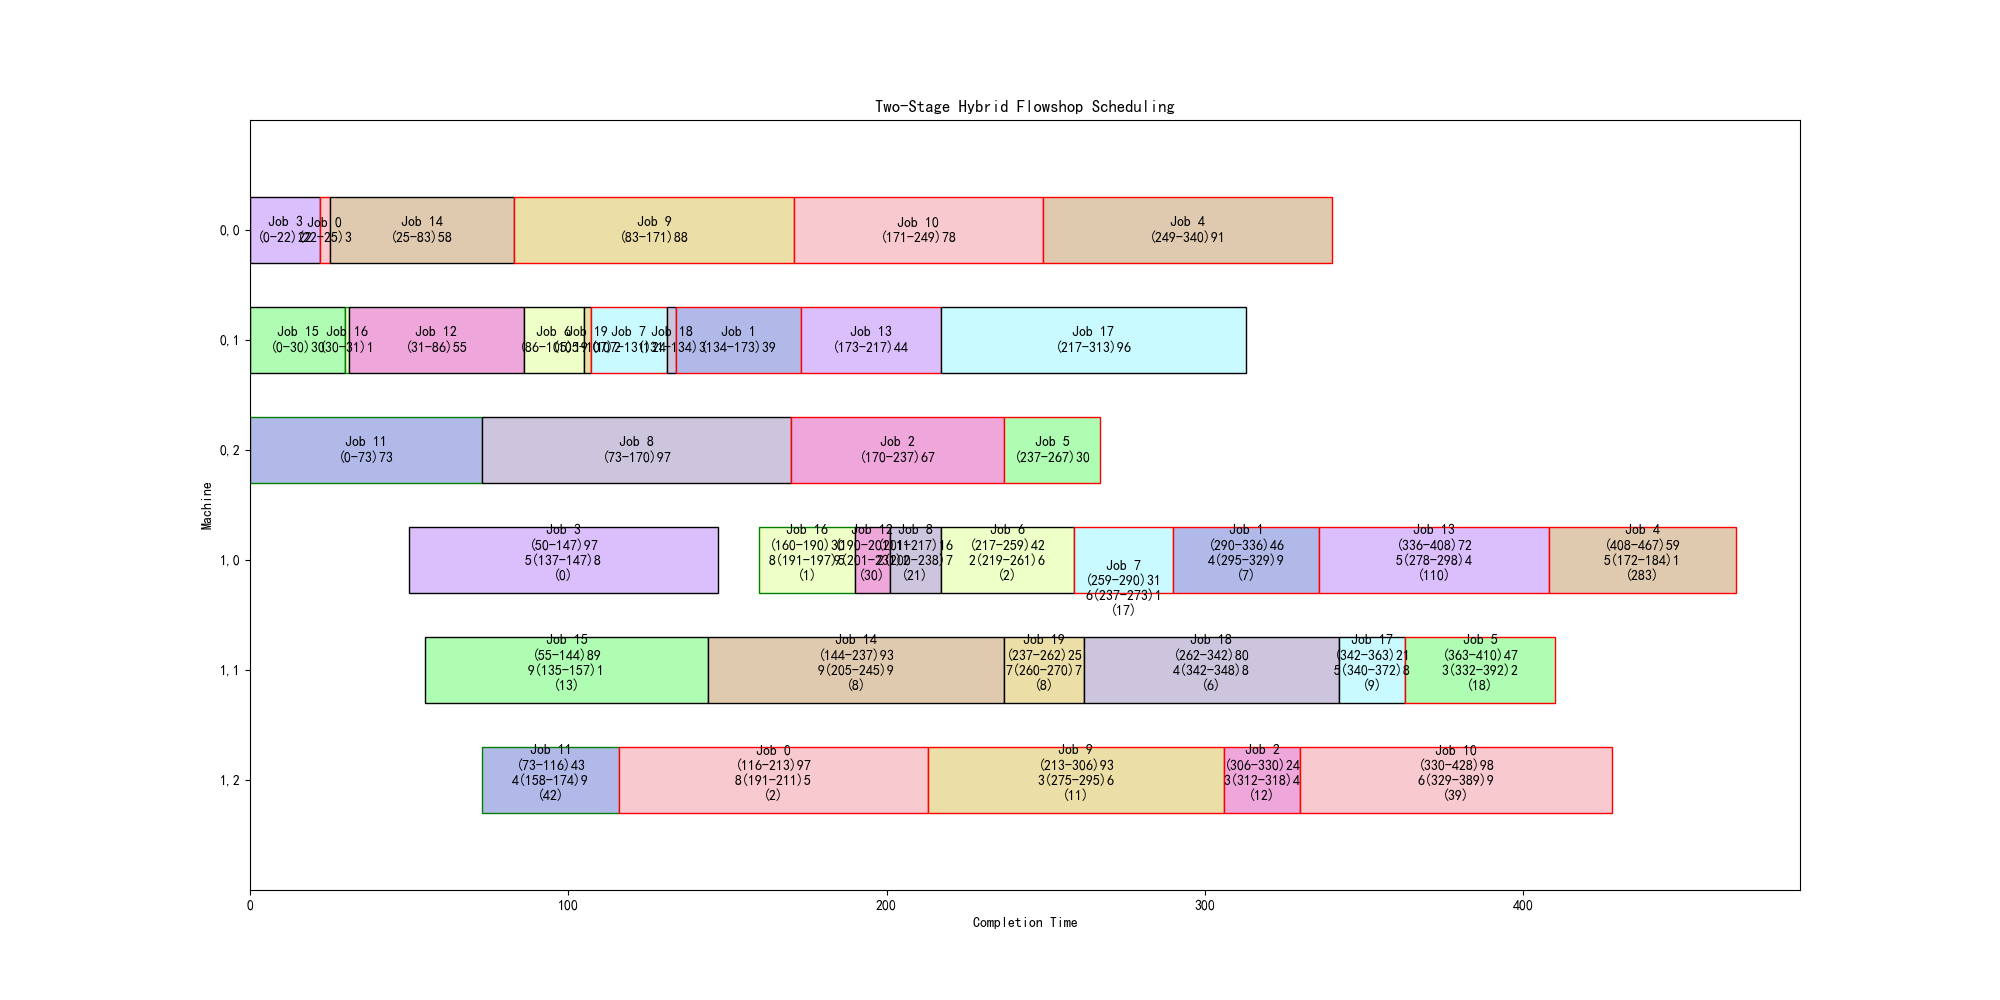 Two-Stage Hybrid Flowshop Scheduling
Machine
0,0
Job 3
(0-22)22
Job 0
(22-25)3
Job 14
(25-83)58
Job 9
(83-171)88
Job 10
(171-249)78
Job 4
(249-340)91
0,1
Job 15
(0-30)30
Job 16
(30-31)1
Job 12
(31-86)55
Job 6
(86-105)19
Job 19
(105-107)2
Job 7
(107-131)24
Job 18
(131-134)3
Job 1
(134-173)39
Job 13
(173-217)44
Job 17
(217-313)96
0,2
Job 11
(0-73)73
Job 8
(73-170)97
Job 2
(170-237)67
Job 5
(237-267)30
1,0
Job 3
(50-147)97
5(137-147)8
(0)
Job 16
(160-190)30
8(191-197)9
(1)
Job 12
(190-201)11
(30)
Job 8
(201-217)16
(21)
Job 6
(217-259)42
2(219-261)6
(2)
Job 7
(259-290)31
6(237-273)1
(17)
Job 1
(290-336)46
4(295-329)9
(7)
Job 13
(336-408)72
5(278-298)4
(110)
Job 4
(408-467)59
5(172-184)1
(283)
1,1
Job 15
(55-144)89
9(135-157)1
(13)
Job 14
(144-237)93
9(205-245)9
(8)
Job 19
(237-262)25
7(260-270)7
(8)
Job 18
(262-342)80
4(342-348)8
(6)
Job 17
(342-363)21
5(340-372)8
(9)
Job 5
(363-410)47
3(332-392)2
(18)
1,2
Job 11
(73-116)43
4(158-174)9
(42)
Job 0
(116-213)97
8(191-211)5
(2)
Job 9
(213-306)93
3(275-295)6
(11)
Job 2
(306-330)24
3(312-318)4
(12)
Job 10
(330-428)98
6(329-389)9
(39)
0
100
200
300
400
Completion Time